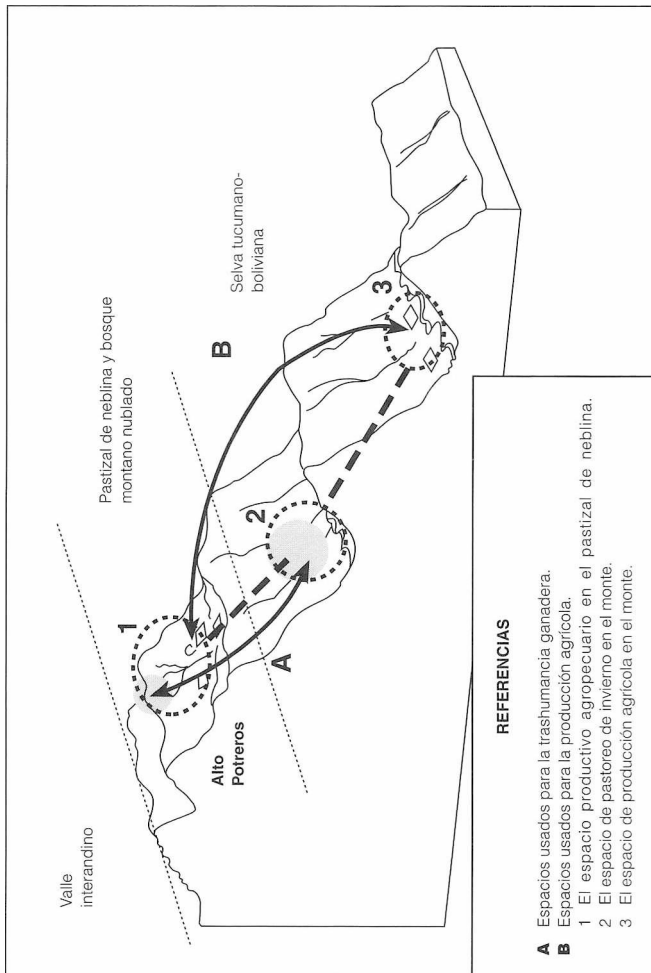 Valle
interandino
Pastizal de neblina y bosque
montano nublado
Selva tucumano-
boliviana
1
B
3
2
A
Alto
Potreros
REFERENCIAS
A Espacios usados para la trashumancia ganadera.
B Espacios usados para la producción agrícola.
1 El espacio productivo agropecuario en el pastizal de neblina.
2 El espacio de pastoreo de invierno en el monte.
3 El espacio de producción agrícola en el monte.